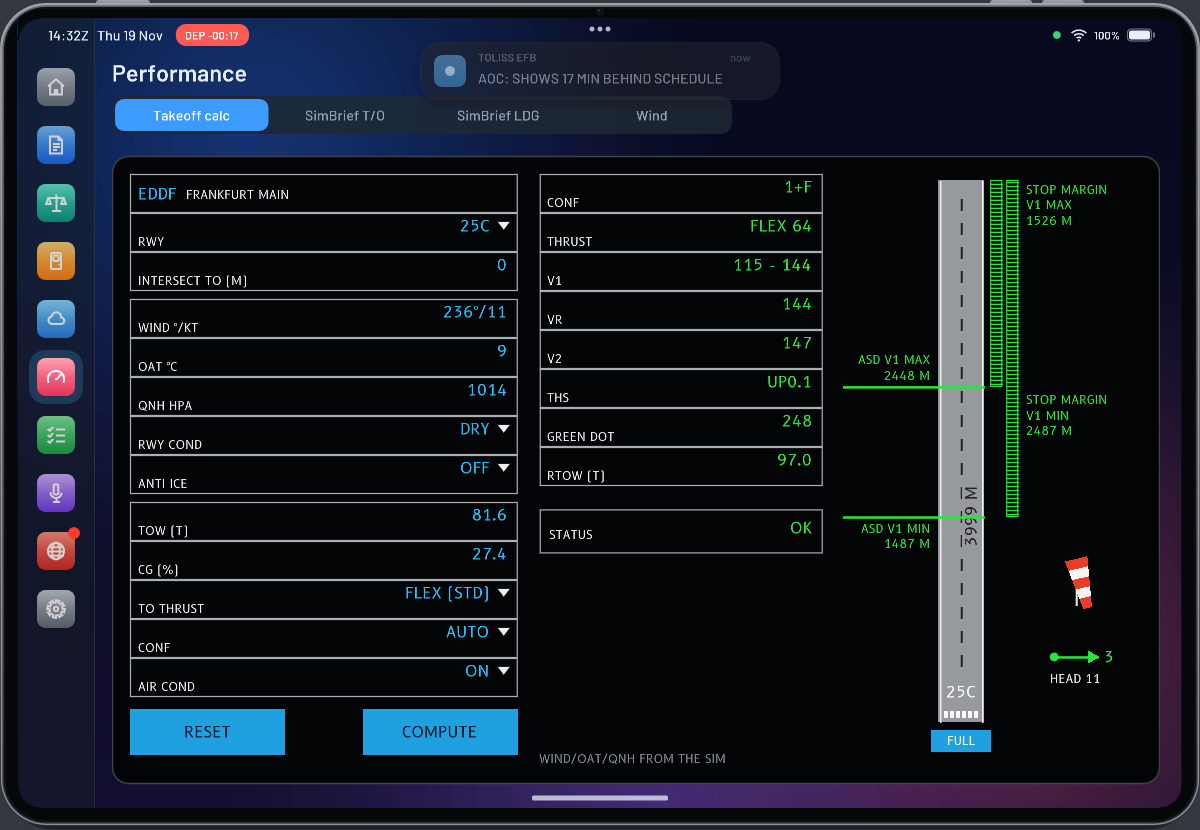 14:32Z Thu 19 Nov DEP -00:17
100%
TOLISS EFB now
AOC: SHOWS 17 MIN BEHIND SCHEDULE
Performance
Takeoff calc SimBrief T/O SimBrief LDG Wind
EDDF FRANKFURT MAIN
RWY 25C
INTERSECT TO [M] 0
WIND °/KT 236°/11
OAT °C 9
QNH HPA 1014
RWY COND DRY
ANTI ICE OFF
TOW [T] 81.6
CG [%] 27.4
TO THRUST FLEX [STD]
CONF AUTO
AIR COND ON
RESET COMPUTE
CONF 1+F
THRUST FLEX 64
V1 115 - 144
VR 144
V2 147
THS UP0.1
GREEN DOT 248
RTOW [T] 97.0
STATUS OK
WIND/OAT/QNH FROM THE SIM
STOP MARGIN
V1 MAX
1526 M
ASD V1 MAX
2448 M
STOP MARGIN
V1 MIN
2487 M
3999 M
ASD V1 MIN
1487 M
3
HEAD 11
25C
FULL